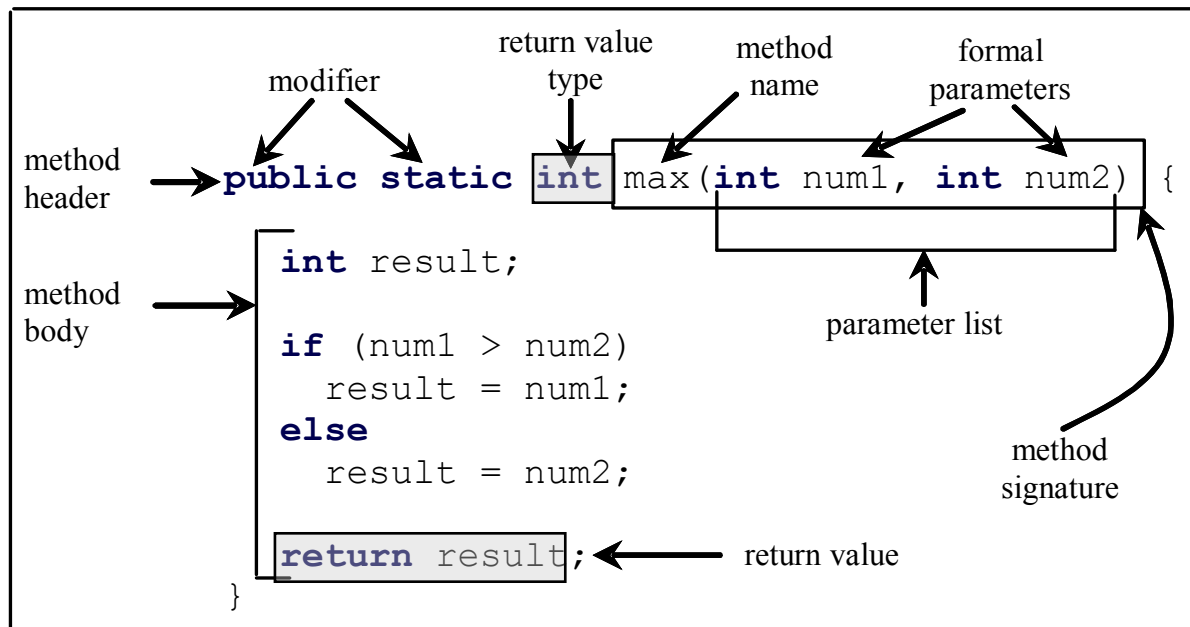 return value
type
method
name
formal
parameters
modifier
method
header
public static int max(int num1, int num2) {
method
body
int result;
if (num1 > num2)
result = num1;
else
result = num2;
return result;
}
parameter list
method
signature
return value